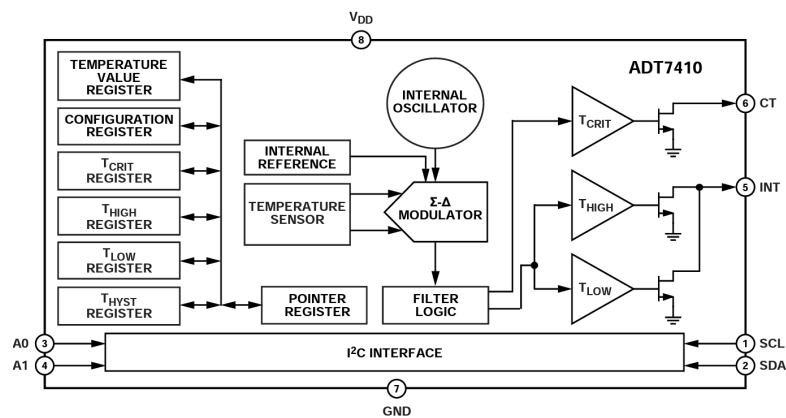 VDD
8
ADT7410
TEMPERATURE
VALUE
REGISTER
CONFIGURATION
REGISTER
TCRIT
REGISTER
THIGH
REGISTER
TLOW
REGISTER
THYST
REGISTER
INTERNAL
OSCILLATOR
INTERNAL
REFERENCE
TEMPERATURE
SENSOR
Σ-Δ
MODULATOR
POINTER
REGISTER
FILTER
LOGIC
TCRIT
6 CT
THIGH
5 INT
TLOW
A0 3
A1 4
I2C INTERFACE
1 SCL
2 SDA
7
GND